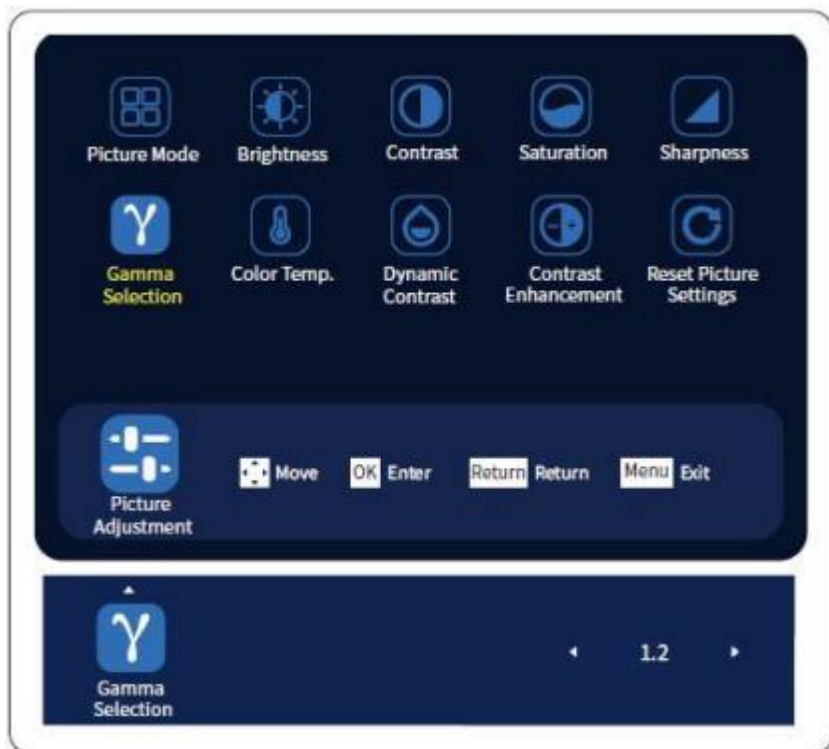 Picture Mode Brightness Contrast Saturation Sharpness
γ
Gamma Selection
Color Temp.
Dynamic Contrast
Contrast Enhancement
Reset Picture Settings
Picture Adjustment
Move OK Enter Return Return Menu Exit
γ
Gamma Selection
1.2